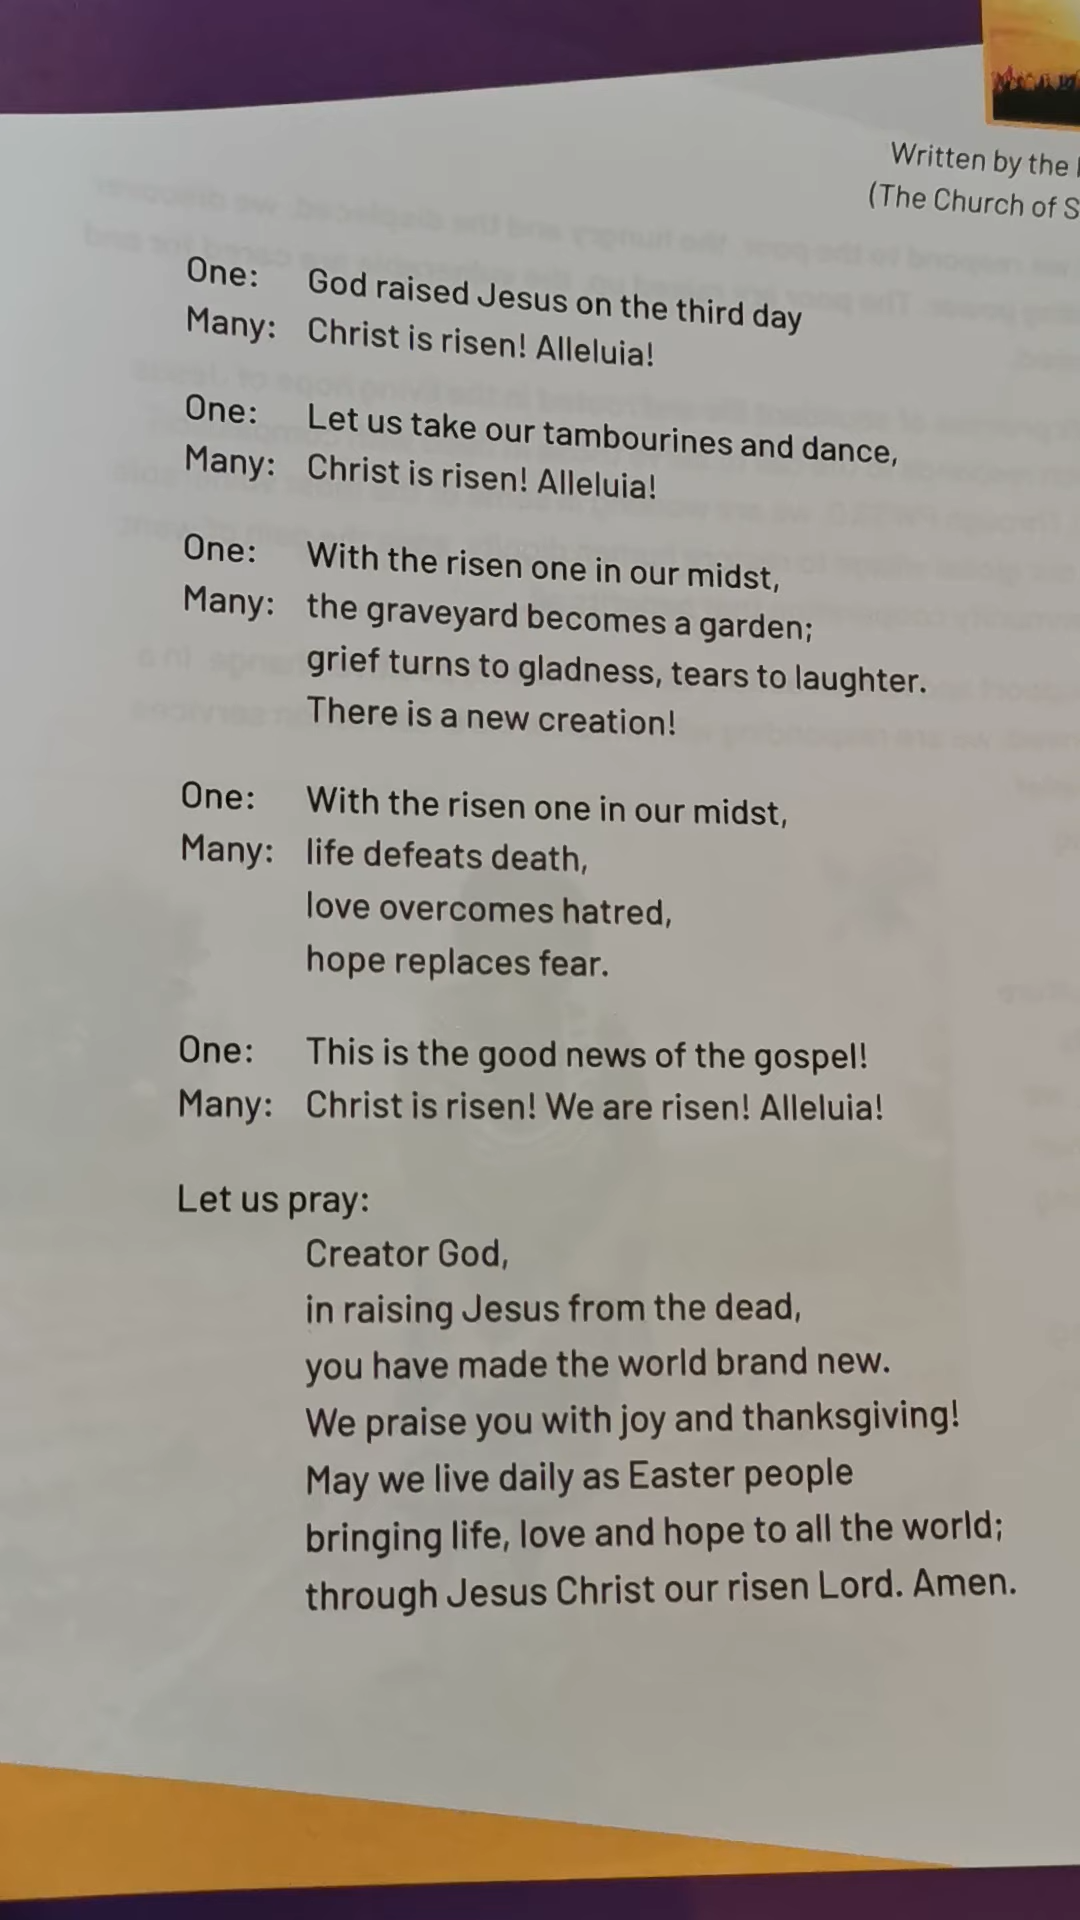 Written by the
(The Church of S
One: God raised Jesus on the third day
Many: Christ is risen! Alleluia!
One: Let us take our tambourines and dance,
Many: Christ is risen! Alleluia!
One: With the risen one in our midst,
Many: the graveyard becomes a garden;
grief turns to gladness, tears to laughter.
There is a new creation!
One: With the risen one in our midst,
Many: life defeats death,
love overcomes hatred,
hope replaces fear.
One: This is the good news of the gospel!
Many: Christ is risen! We are risen! Alleluia!
Let us pray:
Creator God,
in raising Jesus from the dead,
you have made the world brand new.
We praise you with joy and thanksgiving!
May we live daily as Easter people
bringing life, love and hope to all the world;
through Jesus Christ our risen Lord. Amen.